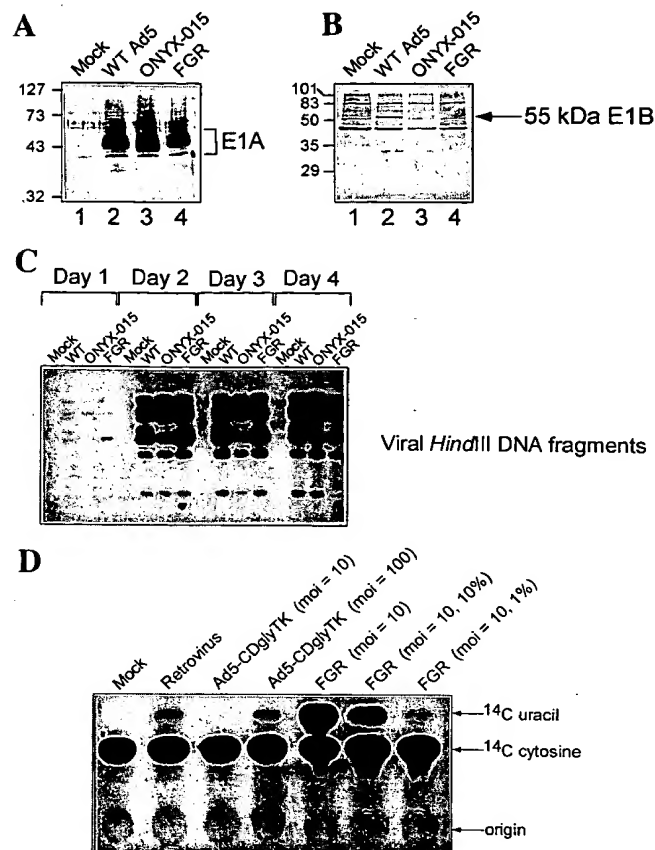 A
Mock
WT Ad5
ONYX-015
FGR
127
73
43
.32
E1A
1 2 3 4
B
Mock
WT Ad5
ONYX-015
FGR
101
83
50
35
29
55 kDa E1B
1 2 3 4
C
Day 1 Day 2 Day 3 Day 4
Mock WT ONYX-015 FGR Mock WT ONYX-015 FGR Mock WT ONYX-015 FGR Mock WT ONYX-015 FGR
Viral HindIII DNA fragments
D
Mock
Retrovirus
Ad5-CDglyTK (moi = 10)
Ad5-CDglyTK (moi = 100)
FGR (moi = 10)
FGR (moi = 10, 10%)
FGR (moi = 10, 1%)
14C uracil
14C cytosine
origin